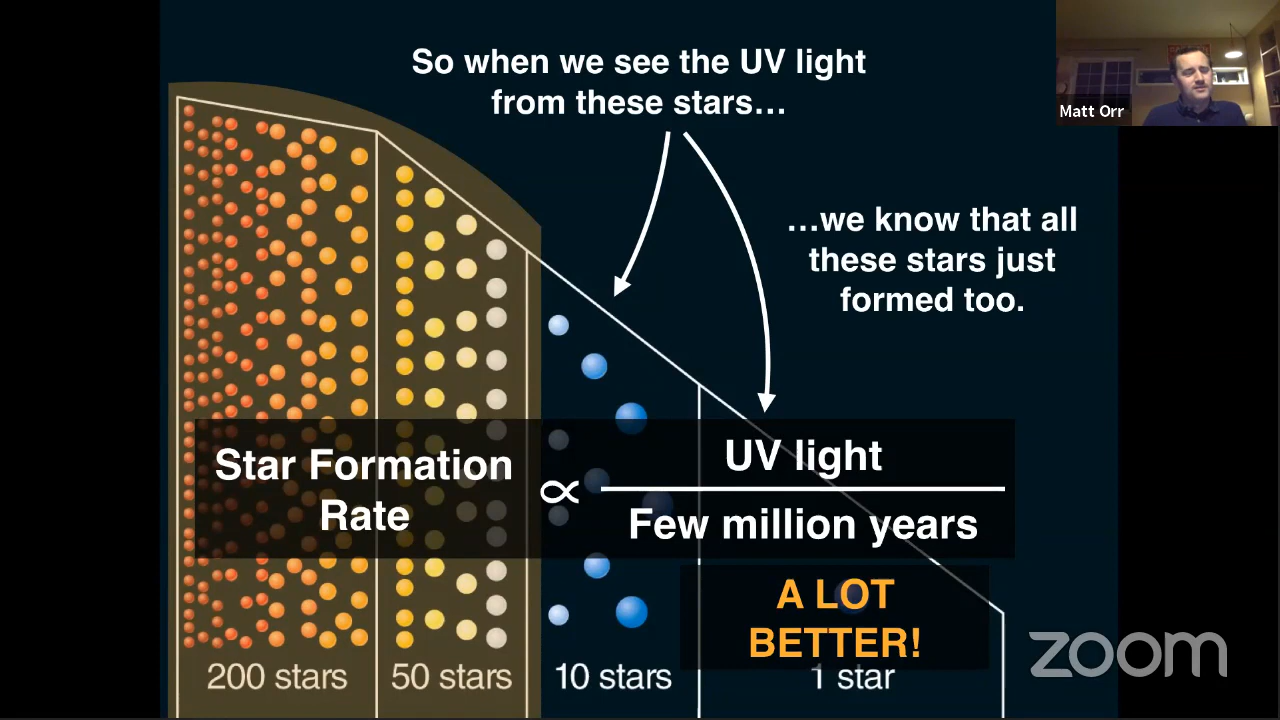 So when we see the UV light
from these stars…
Matt Orr
…we know that all
these stars just
formed too.
Star Formation
Rate
∝
UV light
Few million years
A LOT
BETTER!
200 stars
50 stars
10 stars
1 star
zoom